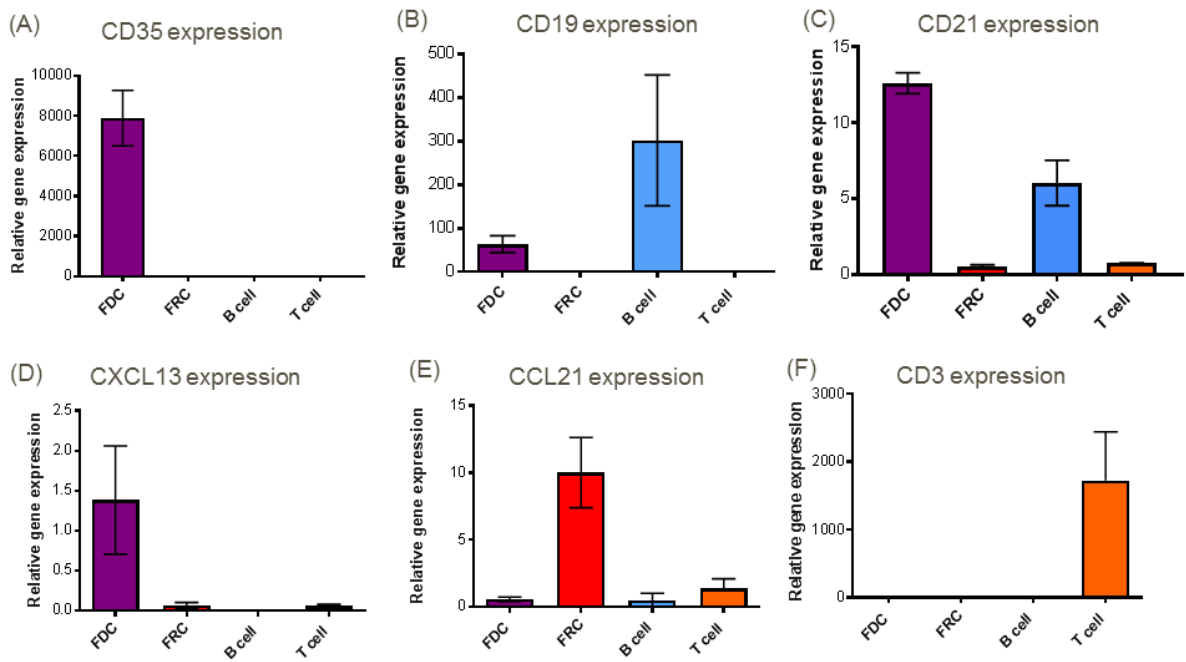 (A)
CD35 expression
Relative gene expression
10000
8000
6000
4000
2000
0
FDC
FRC
B cell
T cell
(B)
CD19 expression
Relative gene expression
500
400
300
200
100
0
FDC
FRC
B cell
T cell
(C)
CD21 expression
Relative gene expression
15
10
5
0
FDC
FRC
B cell
T cell
(D)
CXCL13 expression
Relative gene expression
2.5
2.0
1.5
1.0
0.5
0.0
FDC
FRC
B cell
T cell
(E)
CCL21 expression
Relative gene expression
15
10
5
0
FDC
FRC
B cell
T cell
(F)
CD3 expression
Relative gene expression
3000
2000
1000
0
FDC
FRC
B cell
T cell